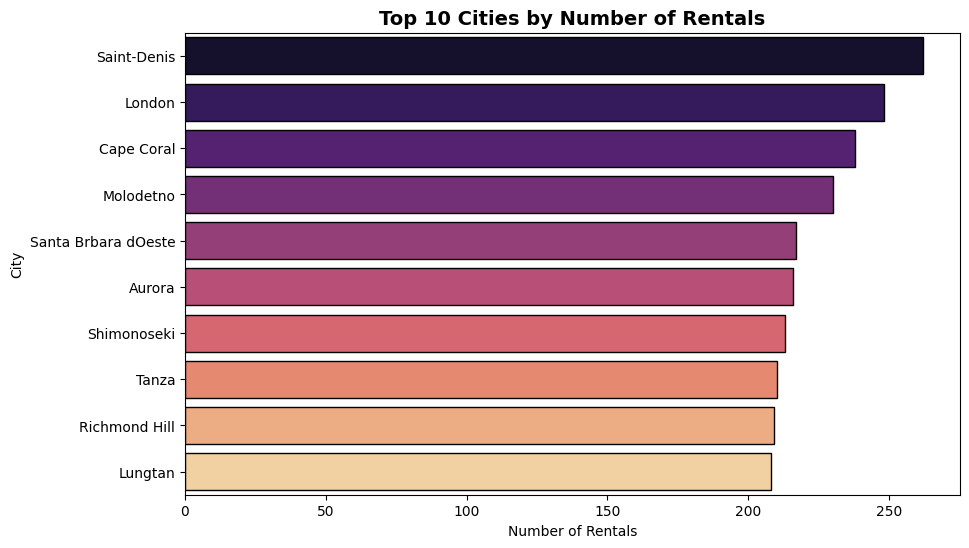 Top 10 Cities by Number of Rentals
Saint-Denis
London
Cape Coral
Molodetno
Santa Brbara dOeste
Aurora
Shimonoseki
Tanza
Richmond Hill
Lungtan
City
0 50 100 150 200 250
Number of Rentals